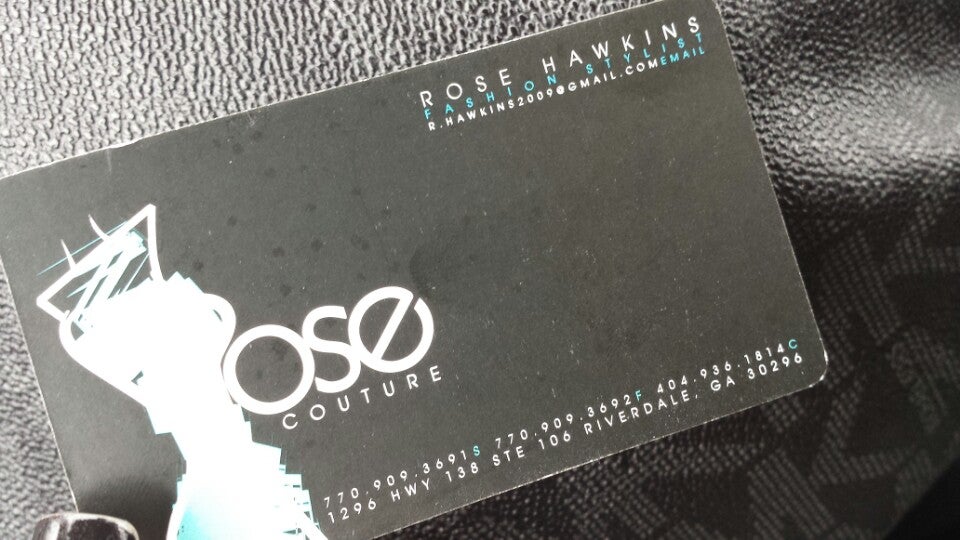 ROSE HAWKINS
FASHION STYLIST
R.HAWKINS2009@GMAIL.COMEMAIL
Rose
COUTURE
770.909.3691S 770.909.3692F 404.936.1814C
1296 HWY 138 STE 106 RIVERDALE, GA 30296